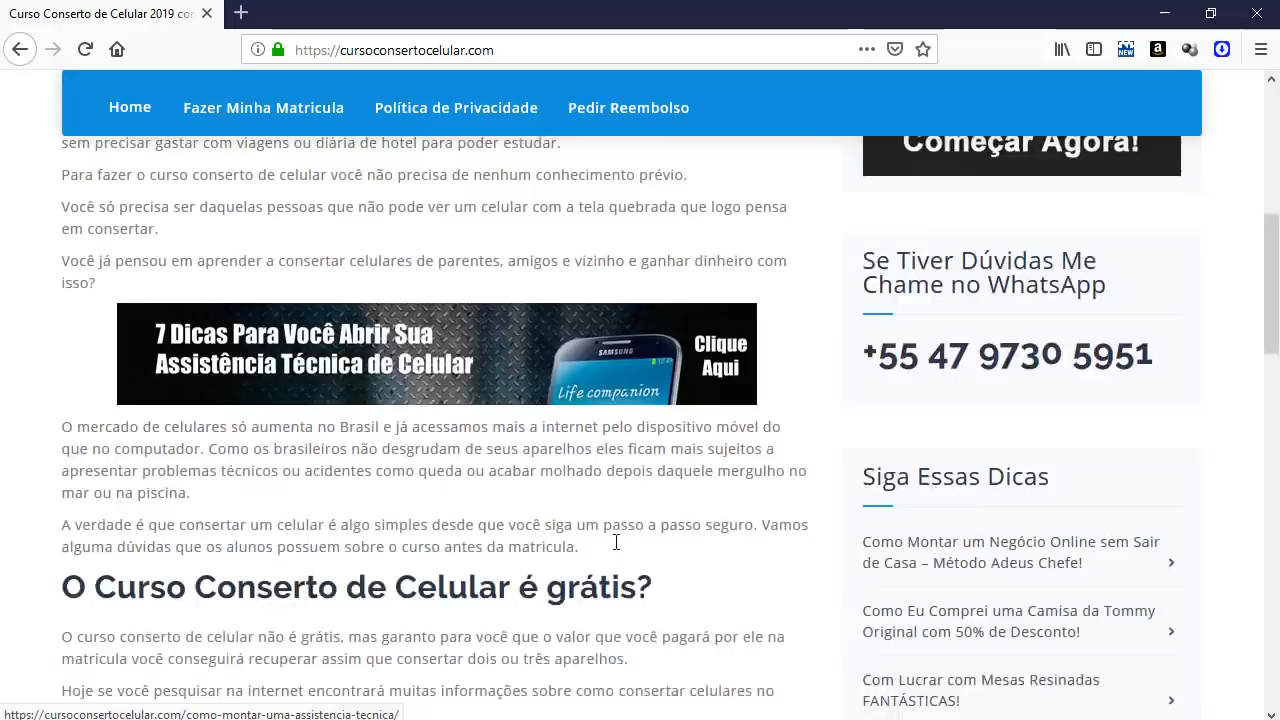 Curso Conserto de Celular 2019 co
https://cursoconsertocelular.com
NEW
Home
Fazer Minha Matricula
Política de Privacidade
Pedir Reembolso
sem precisar gastar com viagens ou diária de hotel para poder estudar.
Para fazer o curso conserto de celular você não precisa de nenhum conhecimento prévio.
Você só precisa ser daquelas pessoas que não pode ver um celular com a tela quebrada que logo pensa
em consertar.
Você já pensou em aprender a consertar celulares de parentes, amigos e vizinho e ganhar dinheiro com
isso?
7 Dicas Para Você Abrir Sua
Assistência Técnica de Celular
SAMSUNG
Life companion
Clique
Aqui
O mercado de celulares só aumenta no Brasil e já acessamos mais a internet pelo dispositivo móvel do
que no computador. Como os brasileiros não desgrudam de seus aparelhos eles ficam mais sujeitos a
apresentar problemas técnicos ou acidentes como queda ou acabar molhado depois daquele mergulho no
mar ou na piscina.
A verdade é que consertar um celular é algo simples desde que você siga um passo a passo seguro. Vamos
alguma dúvidas que os alunos possuem sobre o curso antes da matricula.
O Curso Conserto de Celular é grátis?
O curso conserto de celular não é grátis, mas garanto para você que o valor que você pagará por ele na
matricula você conseguirá recuperar assim que consertar dois ou três aparelhos.
Hoje se você pesquisar na internet encontrará muitas informações sobre como consertar celulares no
Começar Agora!
Se Tiver Dúvidas Me
Chame no WhatsApp
+55 47 9730 5951
Siga Essas Dicas
Como Montar um Negócio Online sem Sair
de Casa – Método Adeus Chefe!
Como Eu Comprei uma Camisa da Tommy
Original com 50% de Desconto!
Com Lucrar com Mesas Resinadas
FANTÁSTICAS!
https://cursoconsertocelular.com/como-montar-uma-assistencia-tecnica/